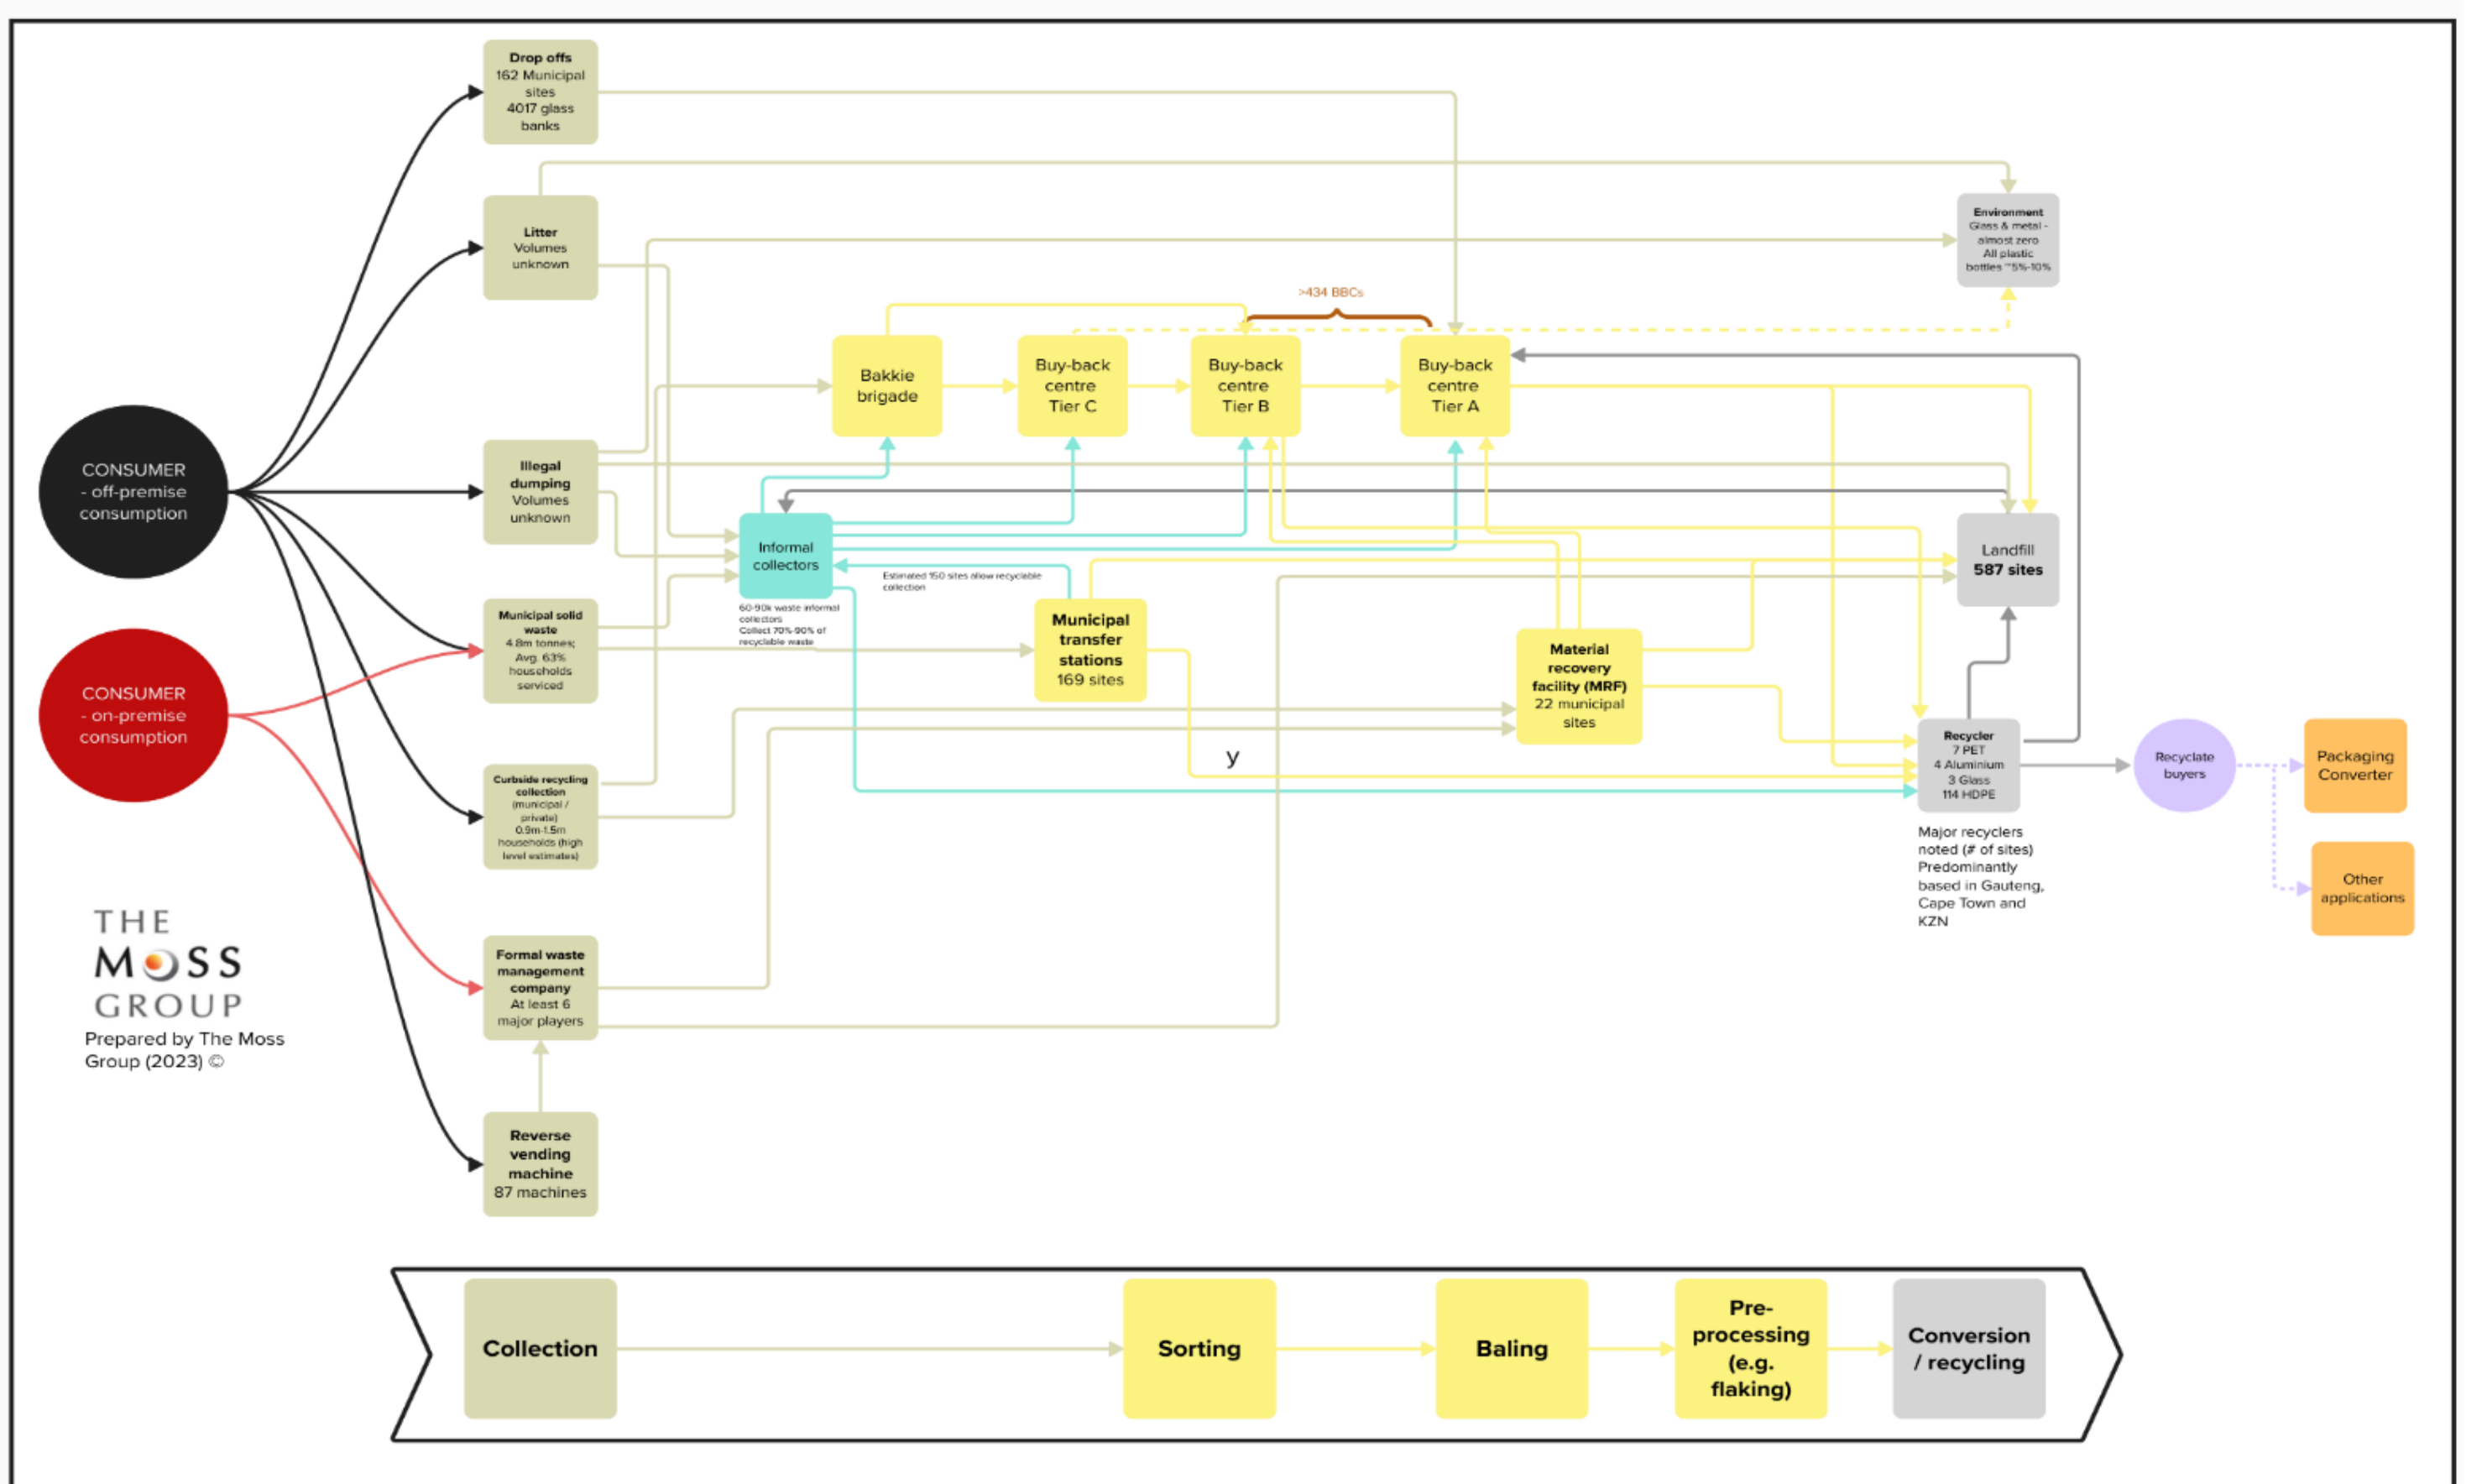 Drop offs
162 Municipal
sites
4017 glass
banks
Litter
Volumes
unknown
Environment
Glass & metal -
almost zero
All plastic
bottles ~5%-10%
>434 BBCs
Bakkie
brigade
Buy-back
centre
Tier C
Buy-back
centre
Tier B
Buy-back
centre
Tier A
CONSUMER
- off-premise
consumption
Illegal
dumping
Volumes
unknown
Informal
collectors
Estimated 150 sites allow recyclable
collection
60-90k waste informal
collectors
Collect 70%-90% of
recyclable waste
Landfill
587 sites
Municipal solid
waste
4.8m tonnes;
Avg. 63%
households
serviced
Municipal
transfer
stations
169 sites
Material
recovery
facility (MRF)
22 municipal
sites
CONSUMER
- on-premise
consumption
y
Curbside recycling
collection
(municipal /
private)
0.9m-1.5m
households (high
level estimates)
Recycler
7 PET
4 Aluminium
3 Glass
114 HDPE
Recyclate
buyers
Packaging
Converter
Major recyclers
noted (# of sites)
Predominantly
based in Gauteng,
Cape Town and
KZN
Other
applications
THE
MOSS
GROUP
Prepared by The Moss
Group (2023) ©
Formal waste
management
company
At least 6
major players
Reverse
vending
machine
87 machines
Collection
Sorting
Baling
Pre-
processing
(e.g.
flaking)
Conversion
/ recycling